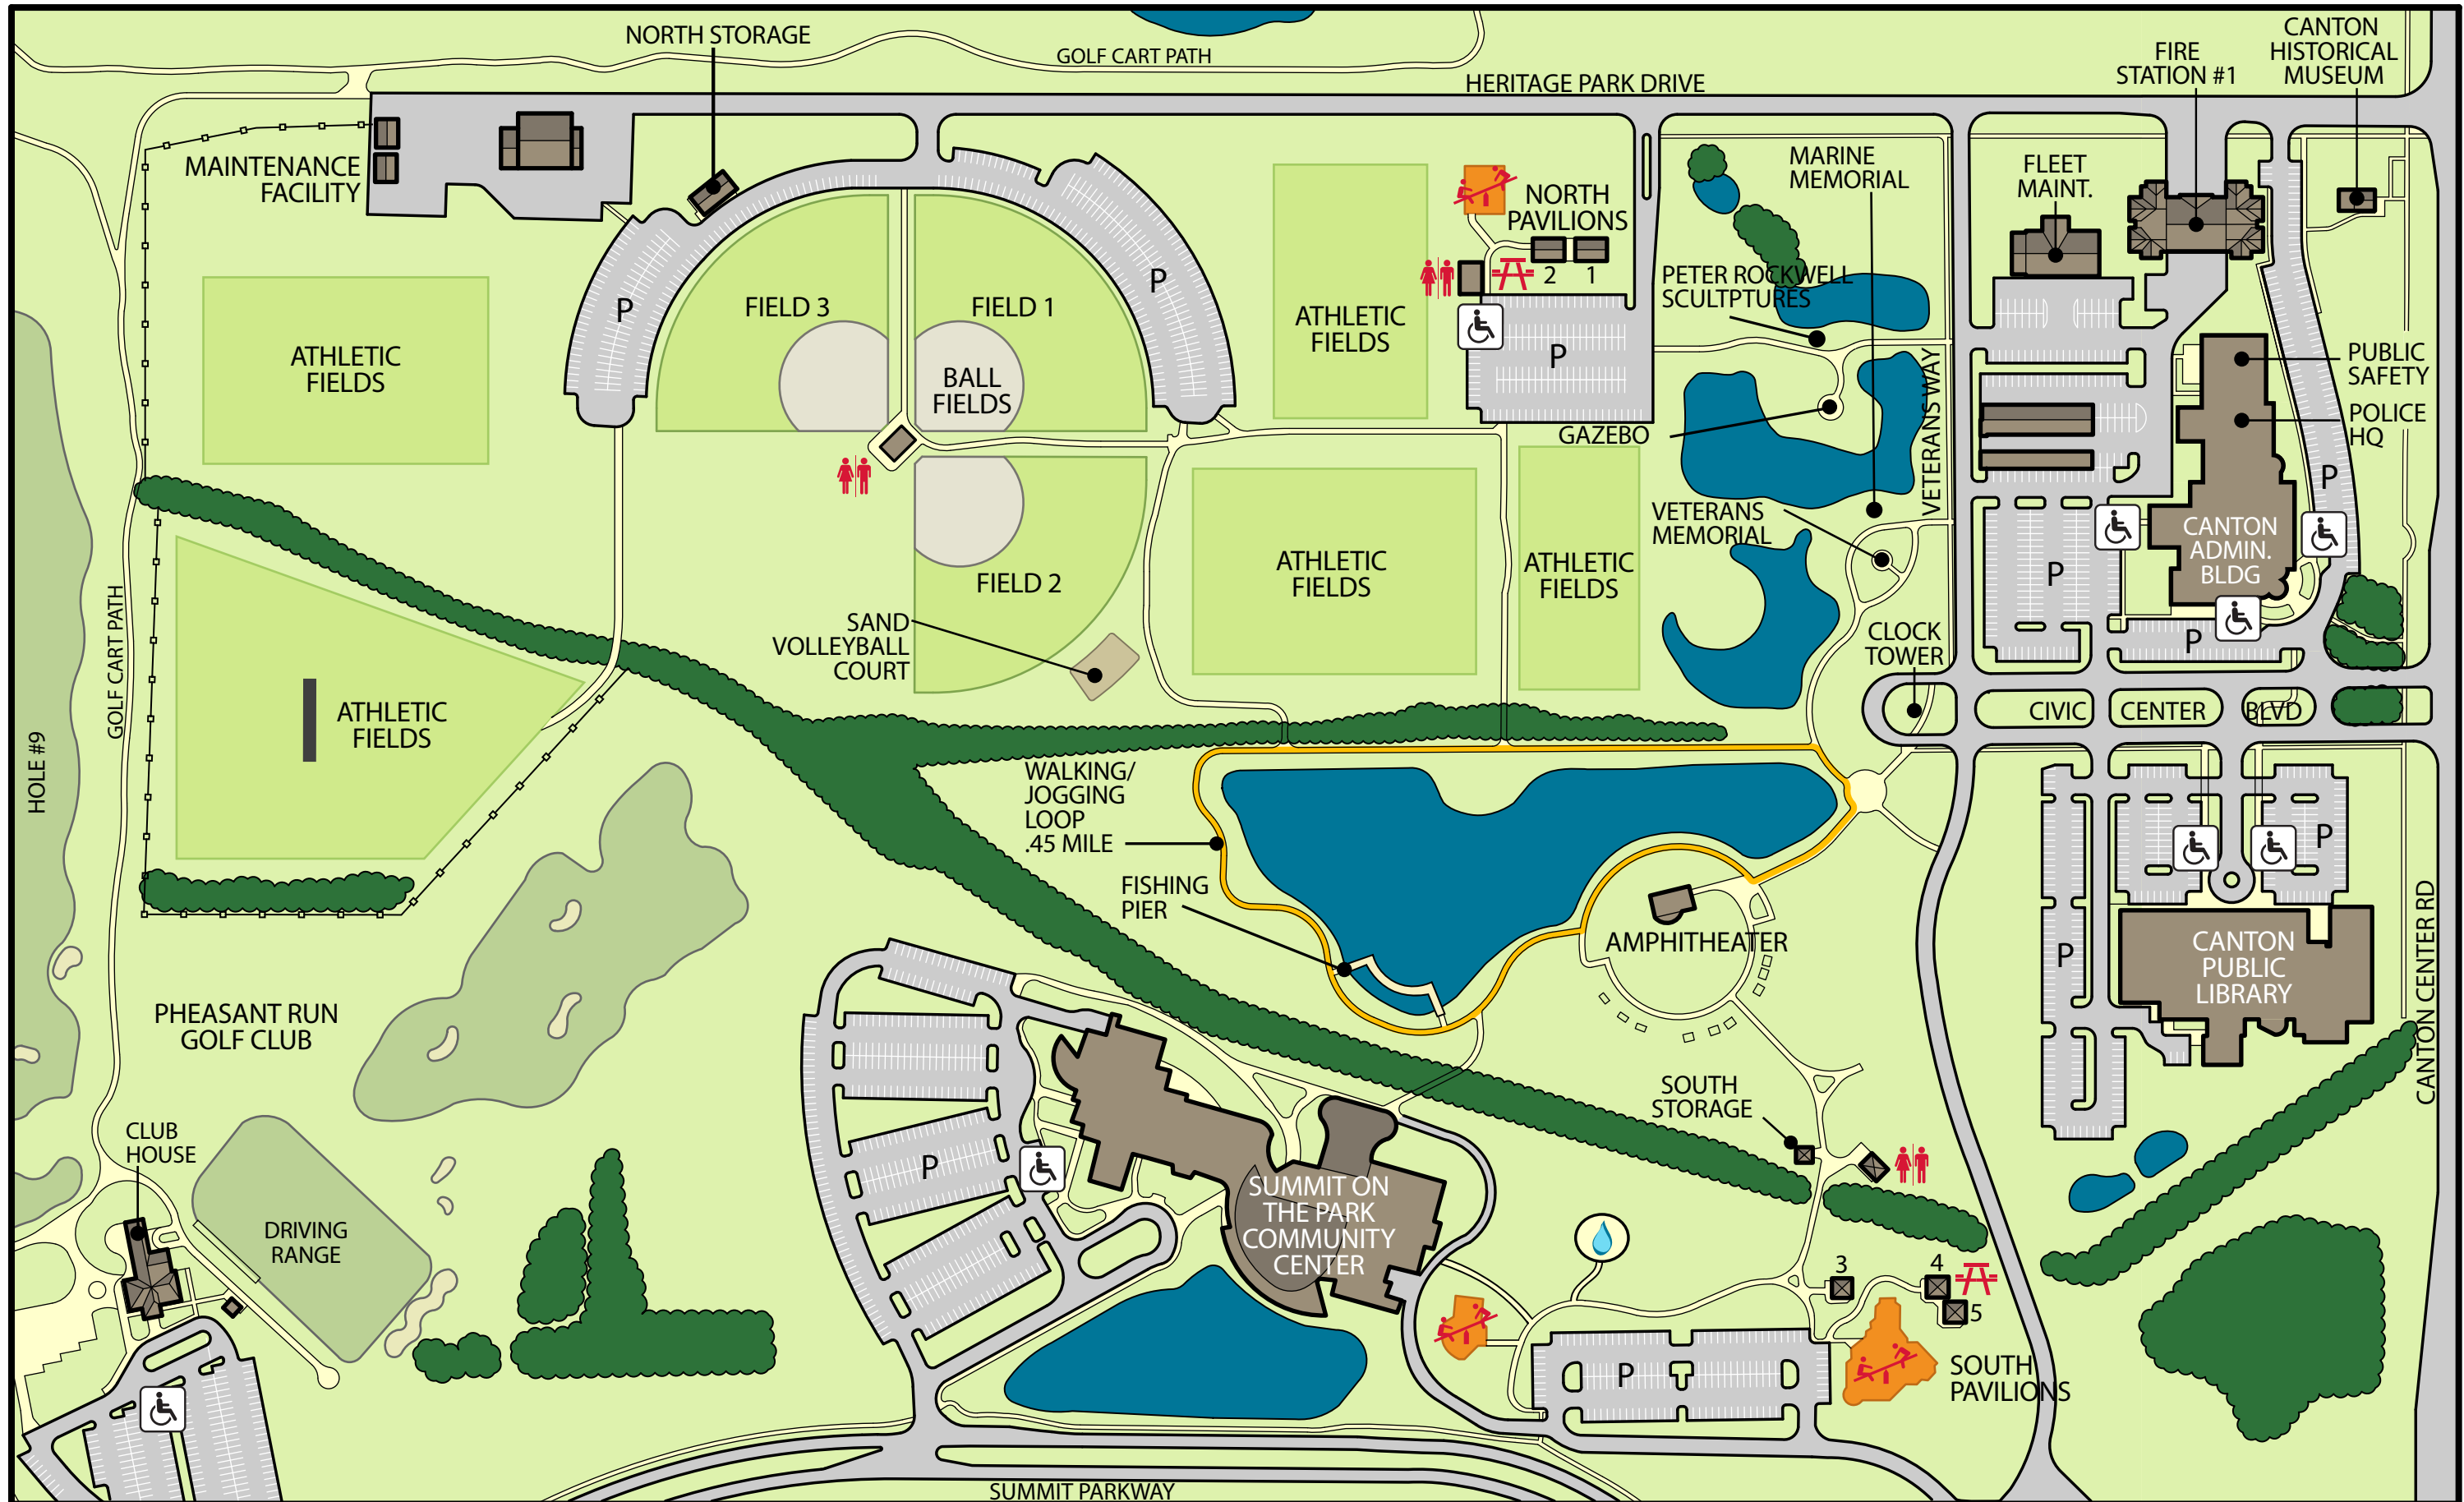 NORTH STORAGE
GOLF CART PATH
HERITAGE PARK DRIVE
FIRE
STATION #1
CANTON
HISTORICAL
MUSEUM
MAINTENANCE
FACILITY
MARINE
MEMORIAL
FLEET
MAINT.
NORTH
PAVILIONS
2
1
PETER ROCKWELL
SCULTPTURES
P
P
P
FIELD 3
FIELD 1
BALL
FIELDS
ATHLETIC
FIELDS
ATHLETIC
FIELDS
PUBLIC
SAFETY
POLICE
HQ
GAZEBO
VETERANS WAY
P
VETERANS
MEMORIAL
CANTON
ADMIN.
BLDG
P
P
ATHLETIC
FIELDS
ATHLETIC
FIELDS
FIELD 2
SAND
VOLLEYBALL
COURT
CLOCK
TOWER
CIVIC CENTER BLVD
GOLF CART PATH
HOLE #9
ATHLETIC
FIELDS
WALKING/
JOGGING
LOOP
.45 MILE
FISHING
PIER
AMPHITHEATER
P
P
CANTON
PUBLIC
LIBRARY
CANTON CENTER RD
PHEASANT RUN
GOLF CLUB
CLUB
HOUSE
DRIVING
RANGE
P
SUMMIT ON
THE PARK
COMMUNITY
CENTER
SOUTH
STORAGE
3
4
5
P
SOUTH
PAVILIONS
SUMMIT PARKWAY